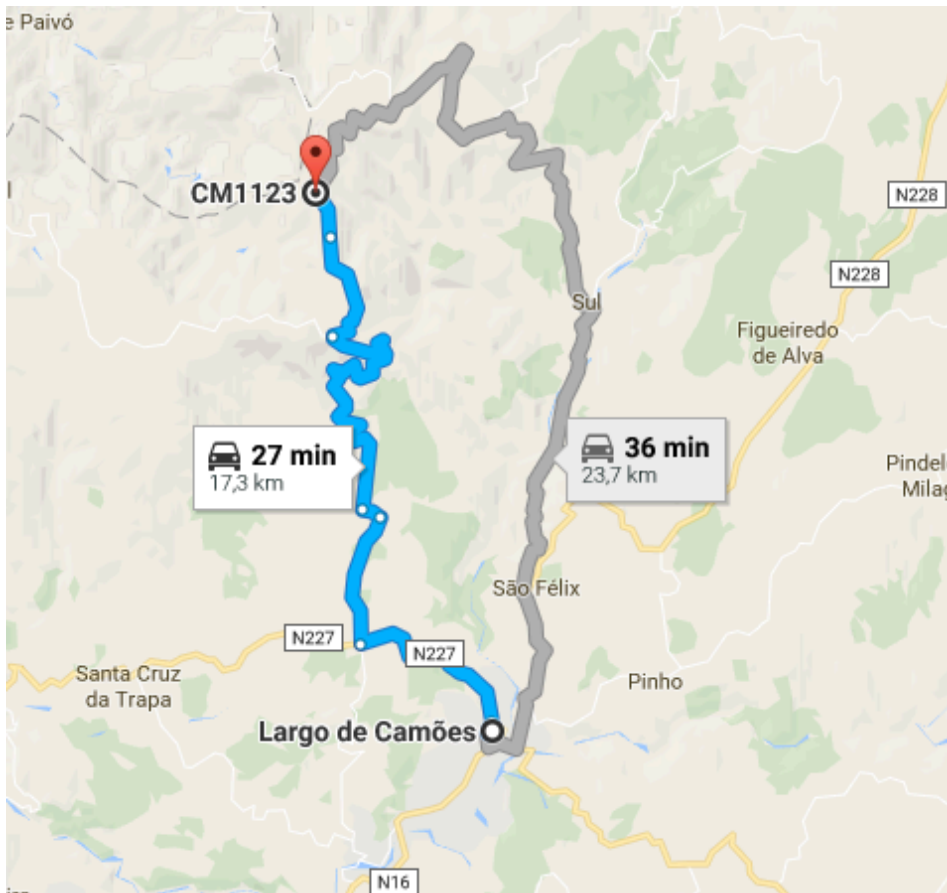 e Paivó
CM1123
N228
N228
Sul
Figueiredo
de Alva
27 min
17,3 km
36 min
23,7 km
Pindel
Milag
São Félix
N227
N227
Santa Cruz
da Trapa
Pinho
Largo de Camões
N16